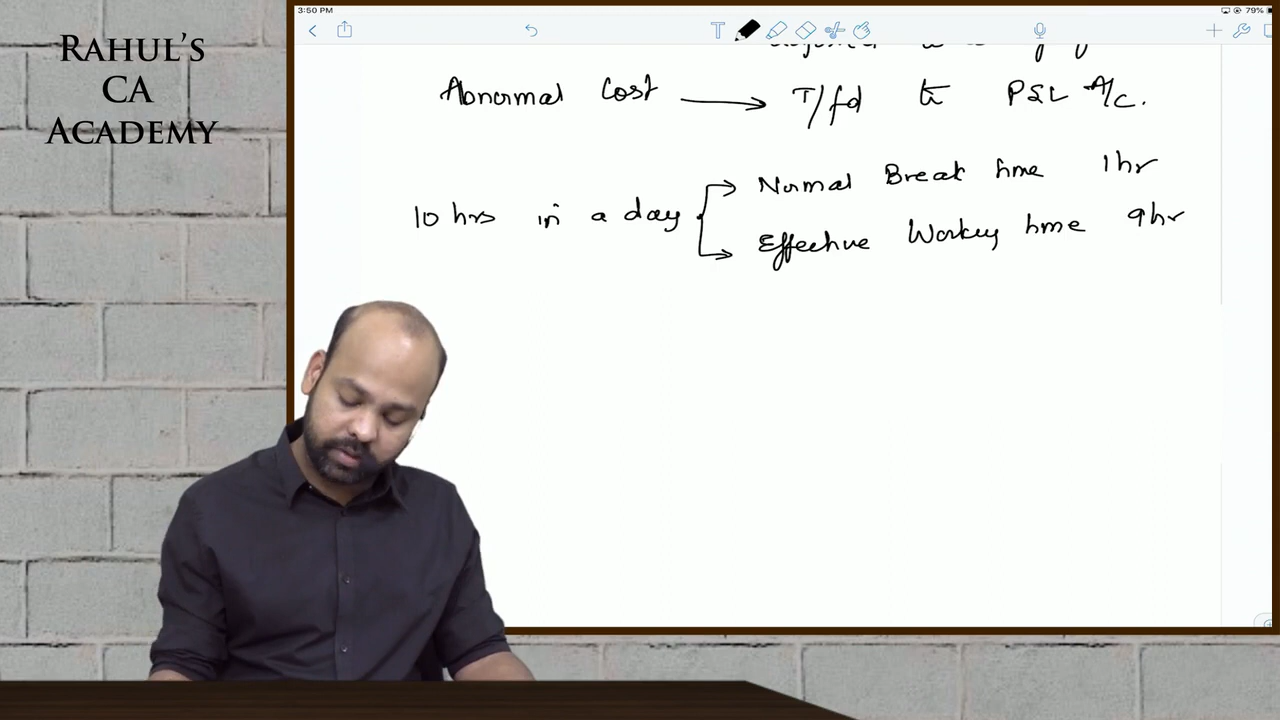 3:50 PM
79%
RAHUL'S
CA
ACADEMY
T
Abnormal Cost → T/fd to P&L A/c.
10 hrs in a day
Normal Break time 1hr
Effective Working time 9hr